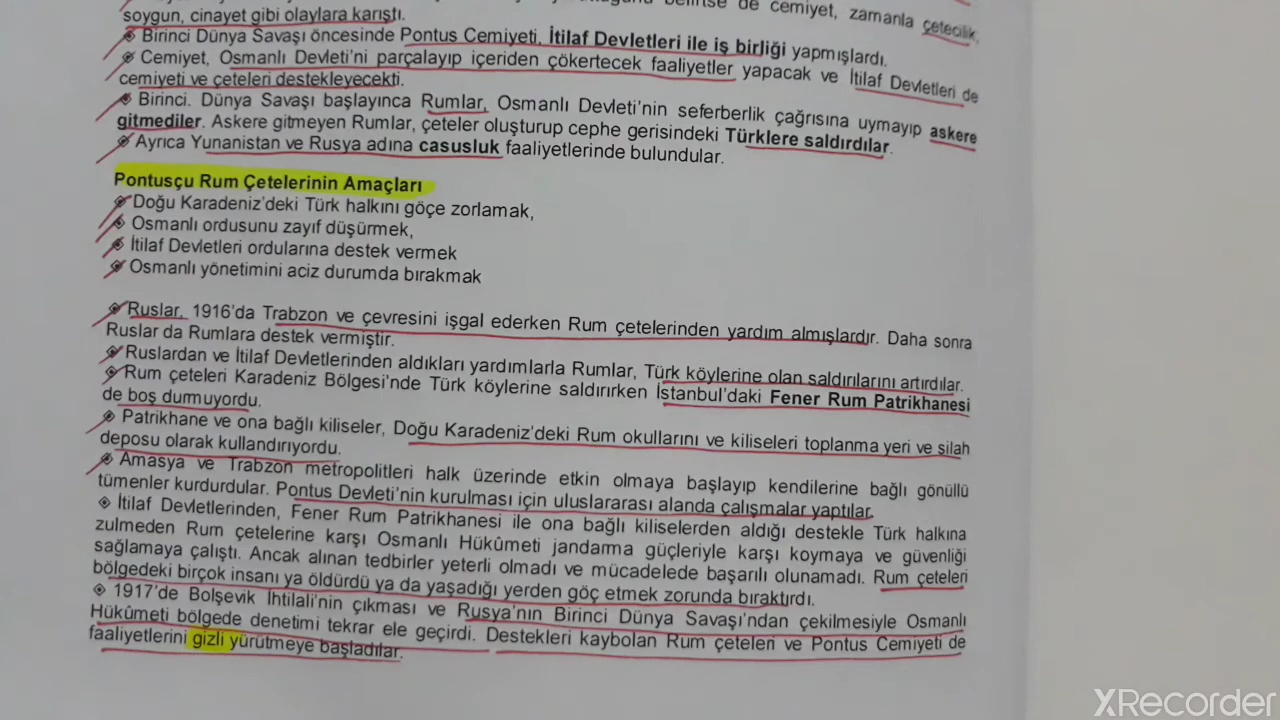 belirtse de cemiyet, zamanla çetecilik,
soygun, cinayet gibi olaylara karıştı.
Birinci Dünya Savaşı öncesinde Pontus Cemiyeti, İtilaf Devletleri ile iş birliği yapmışlardı.
Cemiyet, Osmanlı Devleti’ni parçalayıp içeriden çökertecek faaliyetler yapacak ve İtilaf Devletleri de
cemiyeti ve çeteleri destekleyecekti.
Birinci. Dünya Savaşı başlayınca Rumlar, Osmanlı Devleti’nin seferberlik çağrısına uymayıp askere
gitmediler. Askere gitmeyen Rumlar, çeteler oluşturup cephe gerisindeki Türklere saldırdılar.
Ayrıca Yunanistan ve Rusya adına casusluk faaliyetlerinde bulundular.
Pontusçu Rum Çetelerinin Amaçları
Doğu Karadeniz’deki Türk halkını göçe zorlamak,
Osmanlı ordusunu zayıf düşürmek,
İtilaf Devletleri ordularına destek vermek
Osmanlı yönetimini aciz durumda bırakmak
Ruslar, 1916’da Trabzon ve çevresini işgal ederken Rum çetelerinden yardım almışlardır. Daha sonra
Ruslar da Rumlara destek vermiştir.
Ruslardan ve İtilaf Devletlerinden aldıkları yardımlarla Rumlar, Türk köylerine olan saldırılarını artırdılar.
Rum çeteleri Karadeniz Bölgesi’nde Türk köylerine saldırırken İstanbul’daki Fener Rum Patrikhanesi
de boş durmuyordu.
Patrikhane ve ona bağlı kiliseler, Doğu Karadeniz’deki Rum okullarını ve kiliseleri toplanma yeri ve silah
deposu olarak kullandırıyordu.
Amasya ve Trabzon metropolitleri halk üzerinde etkin olmaya başlayıp kendilerine bağlı gönüllü
tümenler kurdurdular. Pontus Devleti’nin kurulması için uluslararası alanda çalışmalar yaptılar.
İtilaf Devletlerinden, Fener Rum Patrikhanesi ile ona bağlı kiliselerden aldığı destekle Türk halkına
zulmeden Rum çetelerine karşı Osmanlı Hükûmeti jandarma güçleriyle karşı koymaya ve güvenliği
sağlamaya çalıştı. Ancak alınan tedbirler yeterli olmadı ve mücadelede başarılı olunamadı. Rum çeteleri
bölgedeki birçok insanı ya öldürdü ya da yaşadığı yerden göç etmek zorunda bıraktırdı.
1917’de Bolşevik İhtilali’nin çıkması ve Rusya’nın Birinci Dünya Savaşı’ndan çekilmesiyle Osmanlı
Hükûmeti bölgede denetimi tekrar ele geçirdi. Destekleri kaybolan Rum çeteleri ve Pontus Cemiyeti de
faaliyetlerini gizli yürütmeye başladılar.
XRecorder